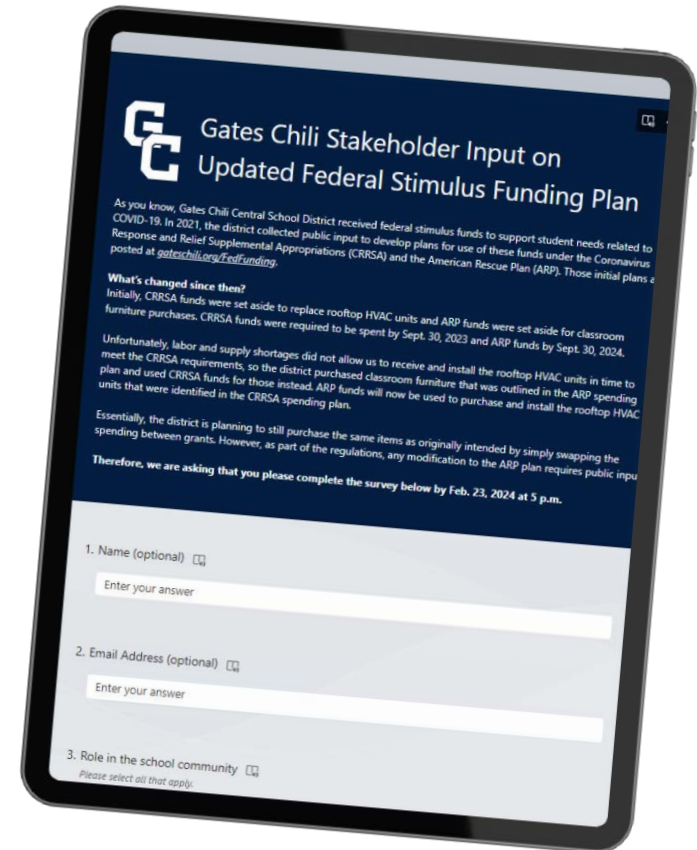 GC
Gates Chili Stakeholder Input on
Updated Federal Stimulus Funding Plan
As you know, Gates Chili Central School District received federal stimulus funds to support student needs related to
COVID-19. In 2021, the district collected public input to develop plans for use of these funds under the Coronavirus
Response and Relief Supplemental Appropriations (CRRSA) and the American Rescue Plan (ARP). Those initial plans a
posted at gateschili.org/FedFunding.
What's changed since then?
Initially, CRRSA funds were set aside to replace rooftop HVAC units and ARP funds were set aside for classroom
furniture purchases. CRRSA funds were required to be spent by Sept. 30, 2023 and ARP funds by Sept. 30, 2024.
Unfortunately, labor and supply shortages did not allow us to receive and install the rooftop HVAC units in time to
meet the CRRSA requirements, so the district purchased classroom furniture that was outlined in the ARP spending
plan and used CRRSA funds for those instead. ARP funds will now be used to purchase and install the rooftop HVAC
units that were identified in the CRRSA spending plan.
Essentially, the district is planning to still purchase the same items as originally intended by simply swapping the
spending between grants. However, as part of the regulations, any modification to the ARP plan requires public inpu
Therefore, we are asking that you please complete the survey below by Feb. 23, 2024 at 5 p.m.
1. Name (optional)
Enter your answer
2. Email Address (optional)
Enter your answer
3. Role in the school community
Please select all that apply.